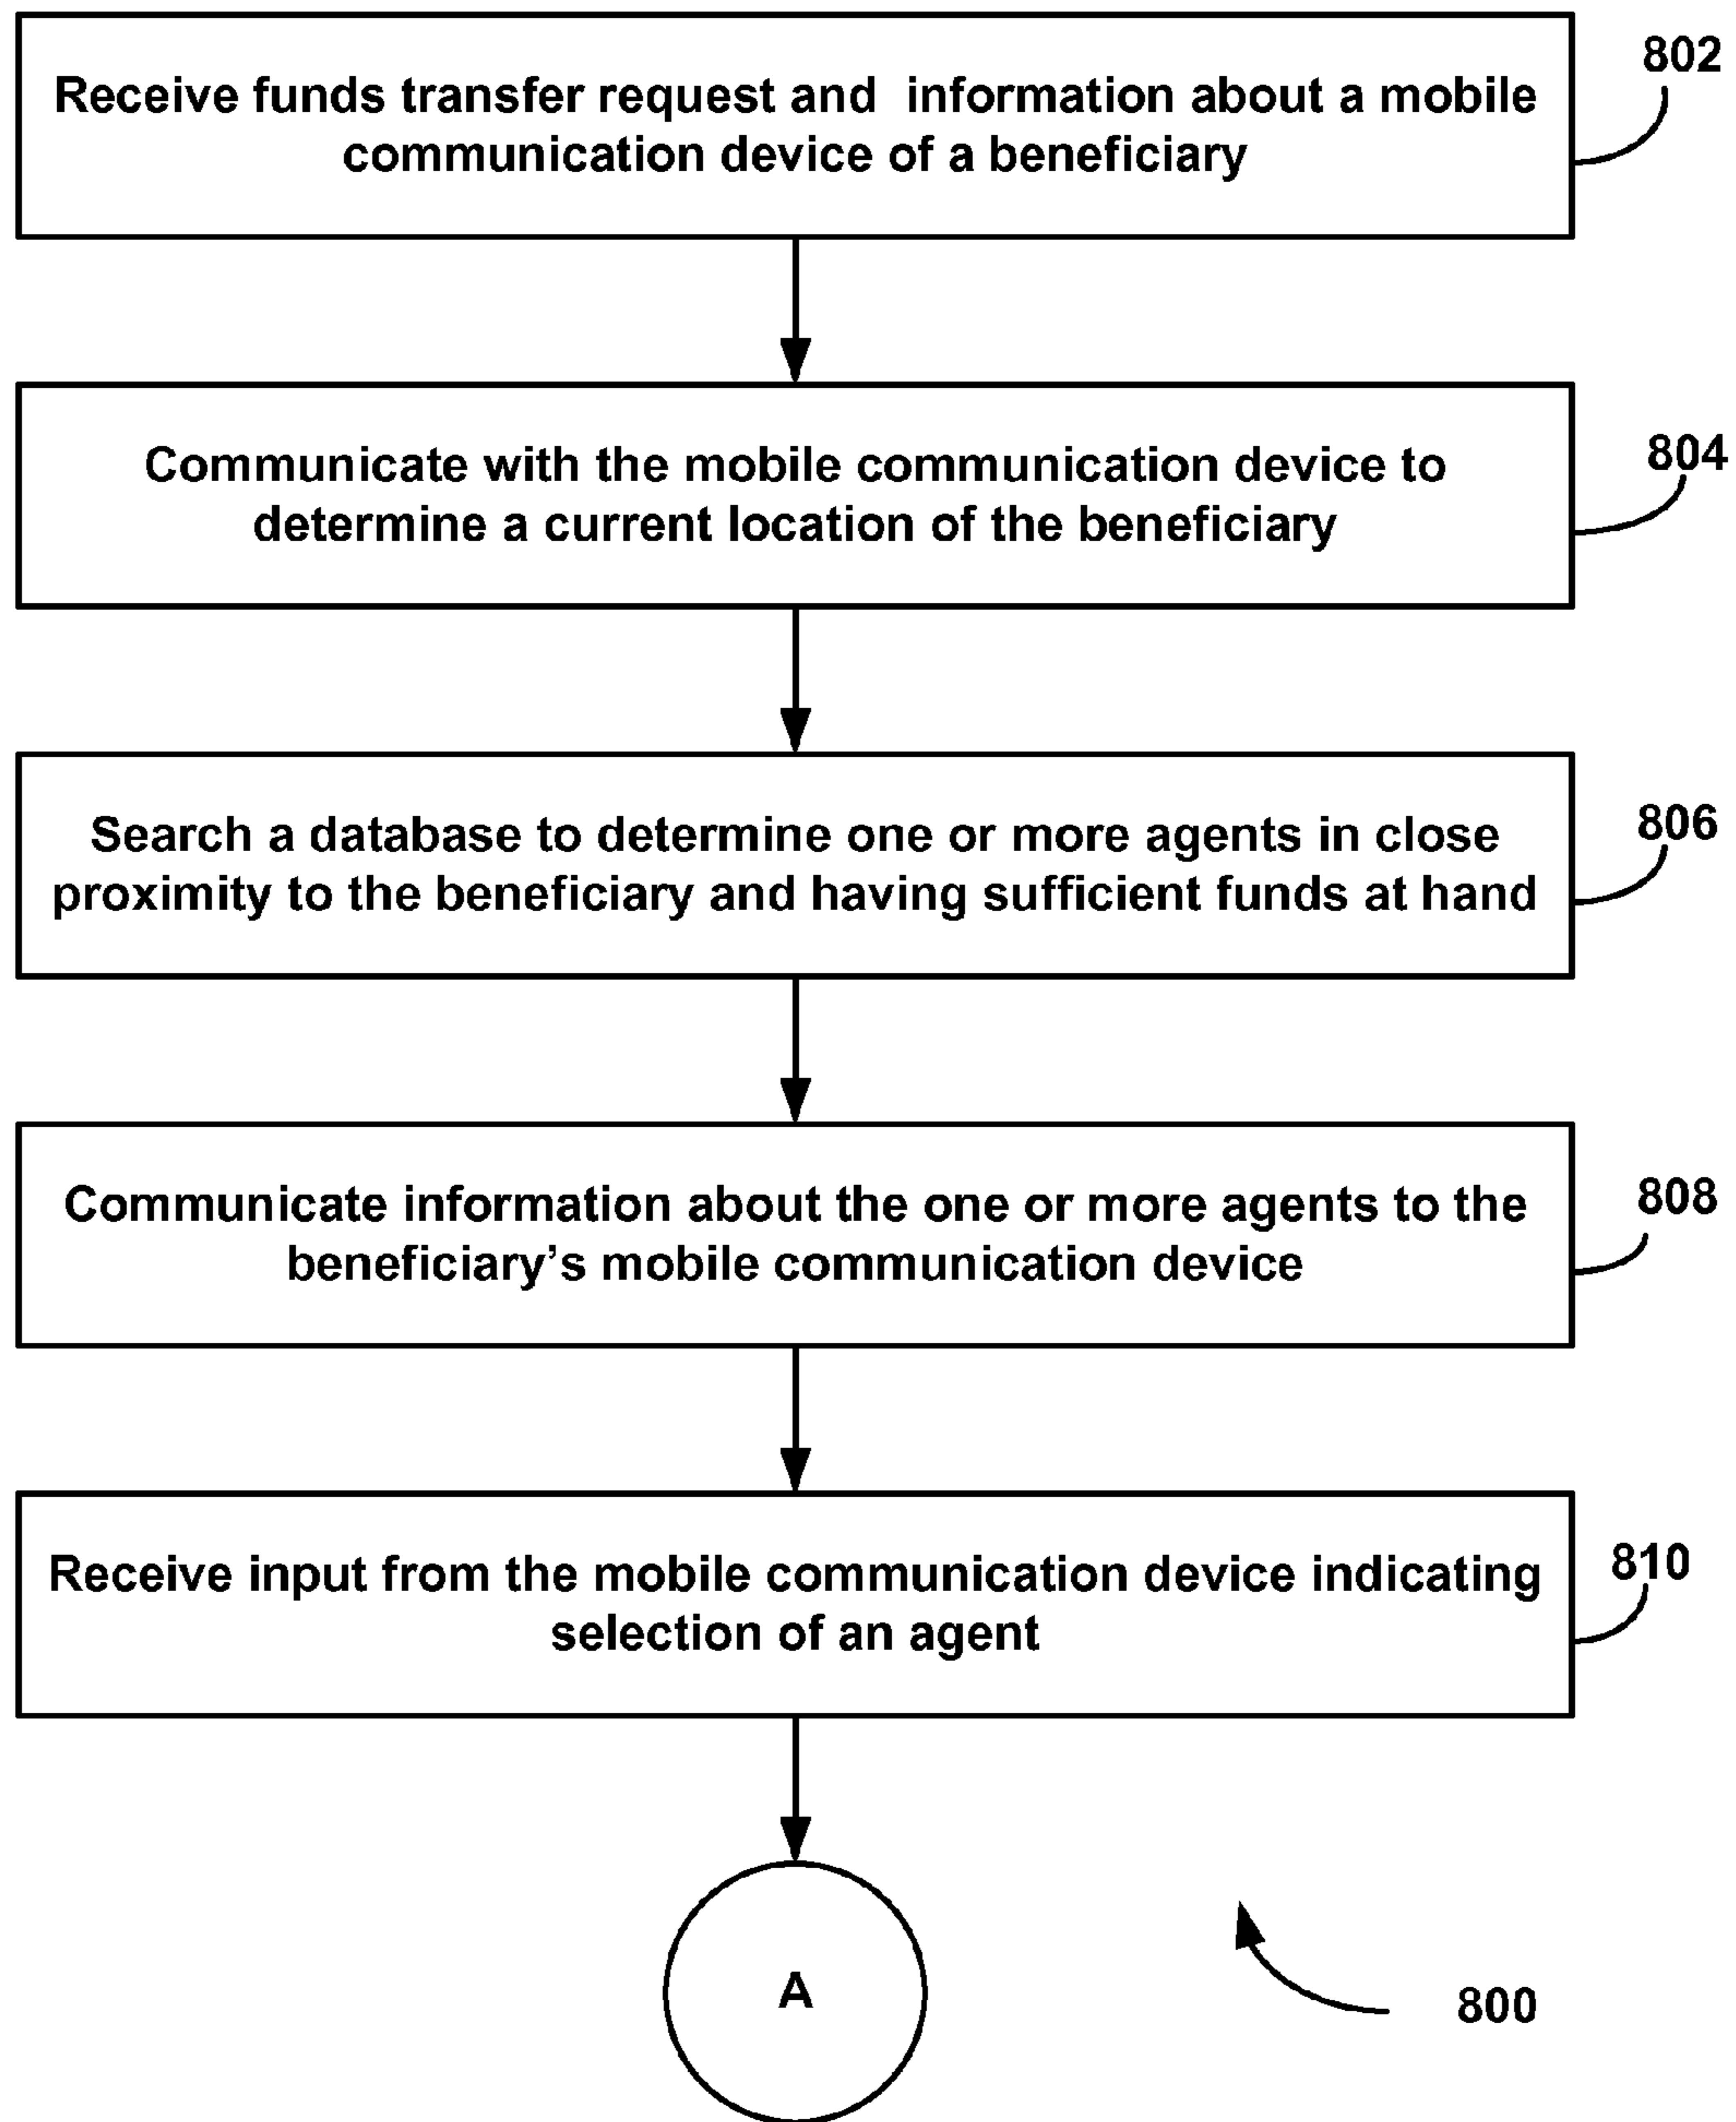 802
Receive funds transfer request and  information about a mobile
communication device of a beneficiary
804
Communicate with the mobile communication device to
determine a current location of the beneficiary
806
Search a database to determine one or more agents in close
proximity to the beneficiary and having sufficient funds at hand
808
Communicate information about the one or more agents to the
beneficiary’s mobile communication device
810
Receive input from the mobile communication device indicating
selection of an agent
A
800